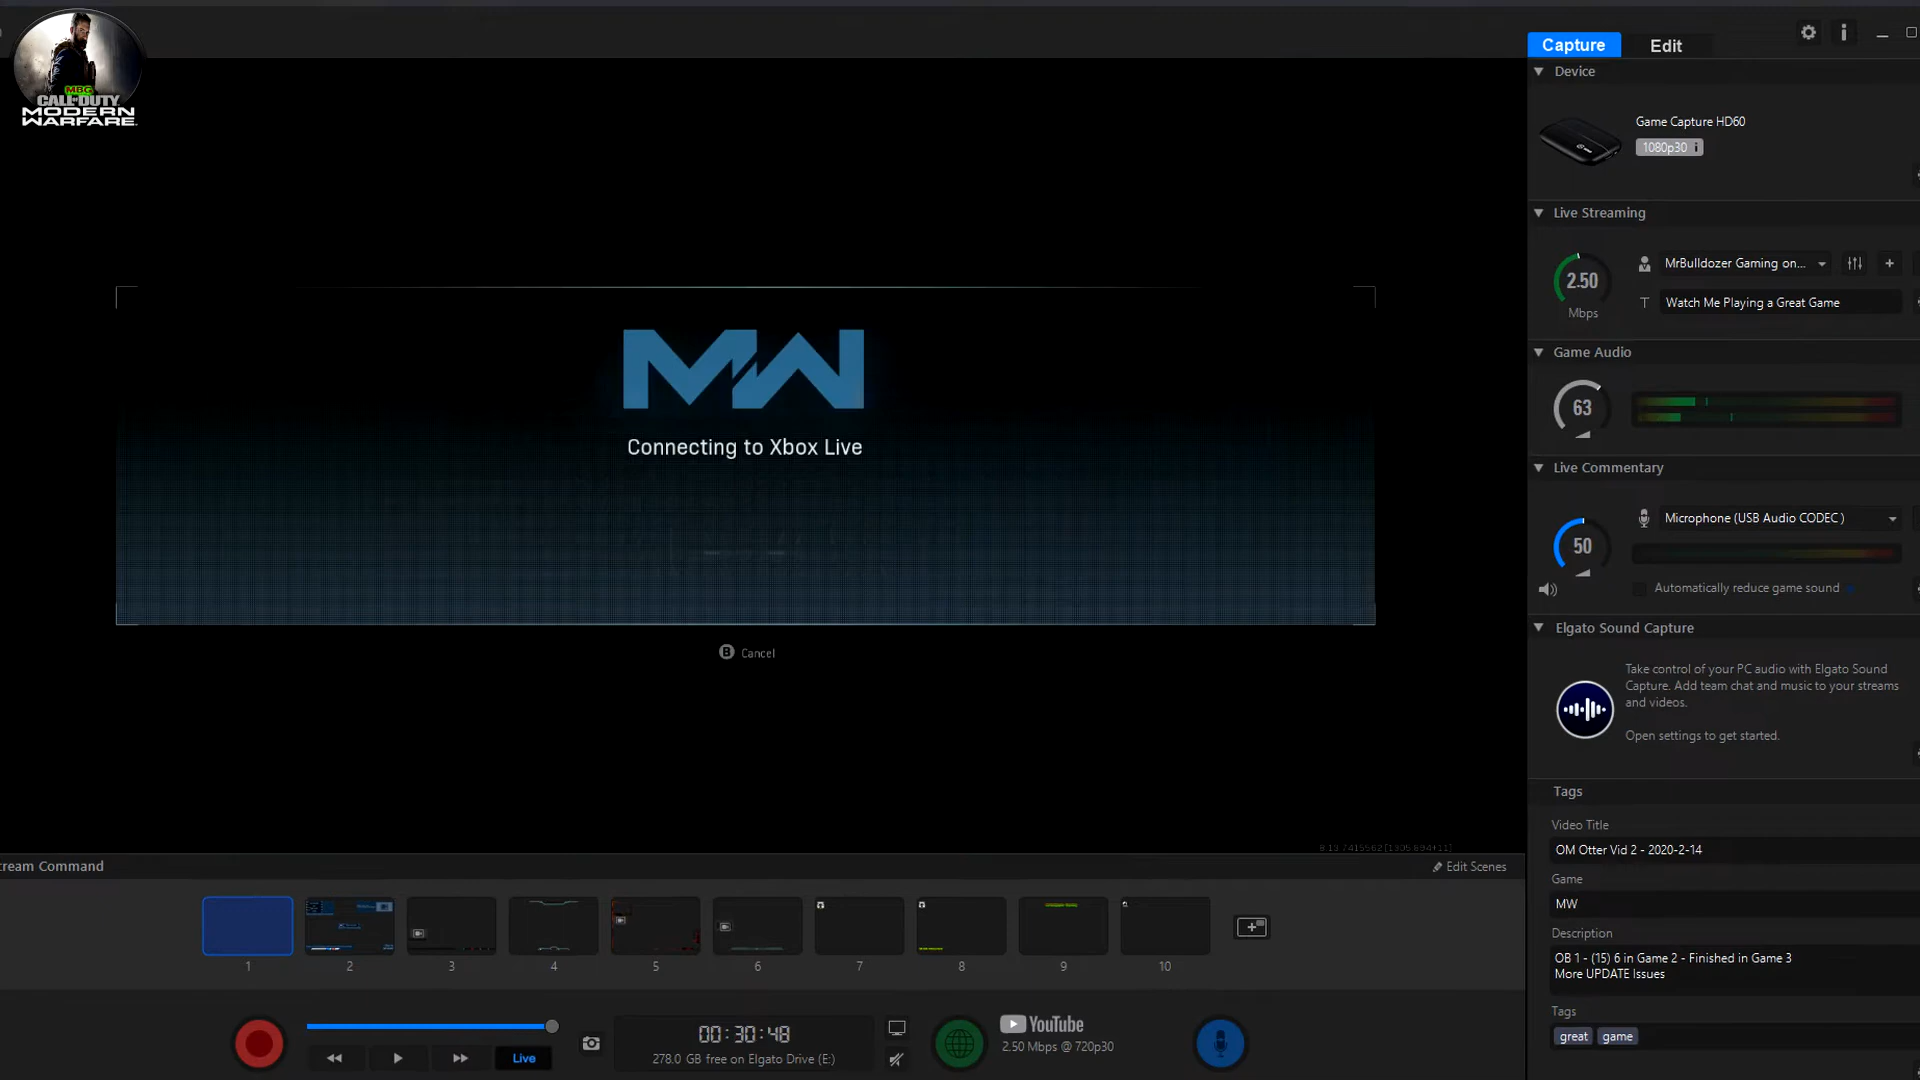 MBG
CALL OF DUTY
MODERN
WARFARE
Capture
Edit
Device
Game Capture HD60
1080p30 i
Live Streaming
2.50
Mbps
MrBulldozer Gaming on...
T
Watch Me Playing a Great Game
Game Audio
63
Live Commentary
50
Microphone (USB Audio CODEC )
Automatically reduce game sound
Elgato Sound Capture
Take control of your PC audio with Elgato Sound
Capture. Add team chat and music to your streams
and videos.
Open settings to get started.
Tags
Video Title
OM Otter Vid 2 - 2020-2-14
Game
MW
Description
OB 1 - (15) 6 in Game 2 - Finished in Game 3
More UPDATE Issues
Tags
great game
MW
Connecting to Xbox Live
B Cancel
ream Command
Edit Scenes
1 2 3 4 5 6 7 8 9 10
Live
00:30:48
278.0 GB free on Elgato Drive (E:)
YouTube
2.50 Mbps @ 720p30